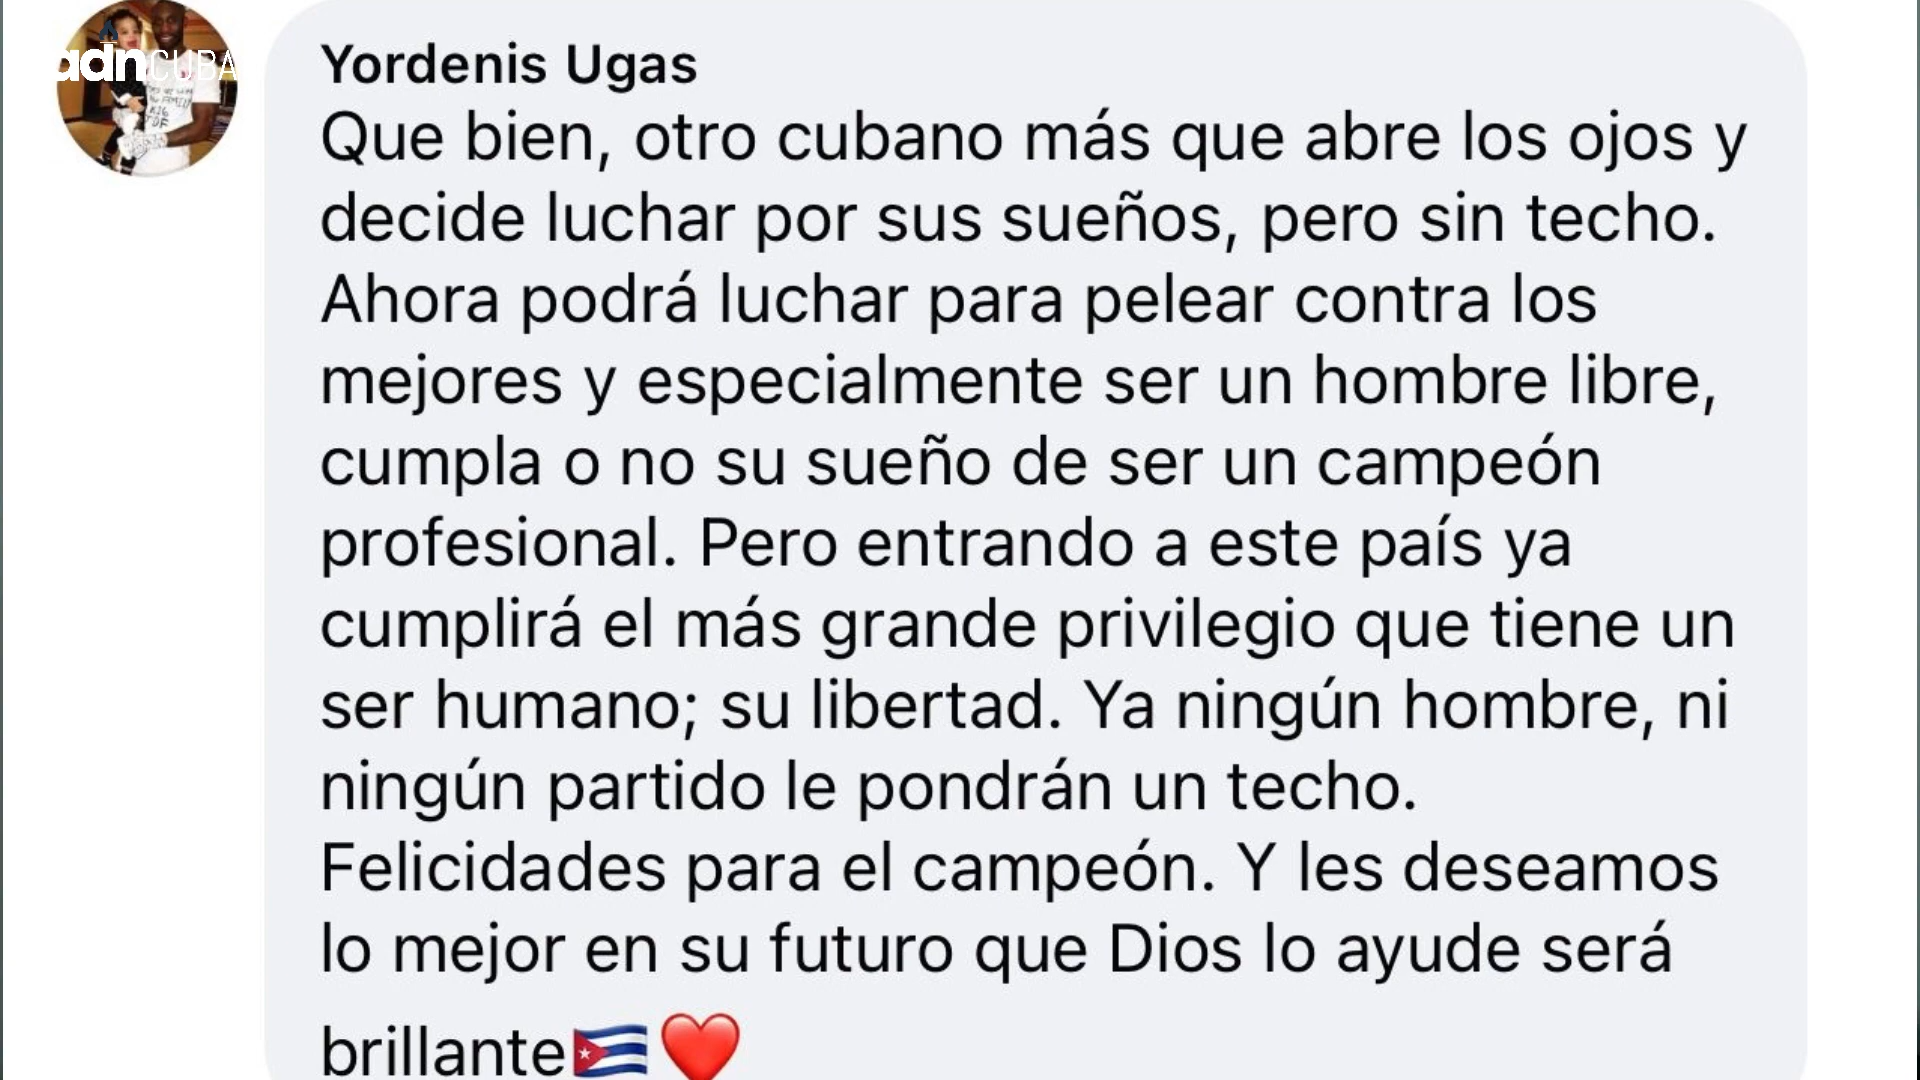 adn CUBA
Yordenis Ugas
Que bien, otro cubano más que abre los ojos y
decide luchar por sus sueños, pero sin techo.
Ahora podrá luchar para pelear contra los
mejores y especialmente ser un hombre libre,
cumpla o no su sueño de ser un campeón
profesional. Pero entrando a este país ya
cumplirá el más grande privilegio que tiene un
ser humano; su libertad. Ya ningún hombre, ni
ningún partido le pondrán un techo.
Felicidades para el campeón. Y les deseamos
lo mejor en su futuro que Dios lo ayude será
brillante🇨🇺❤️